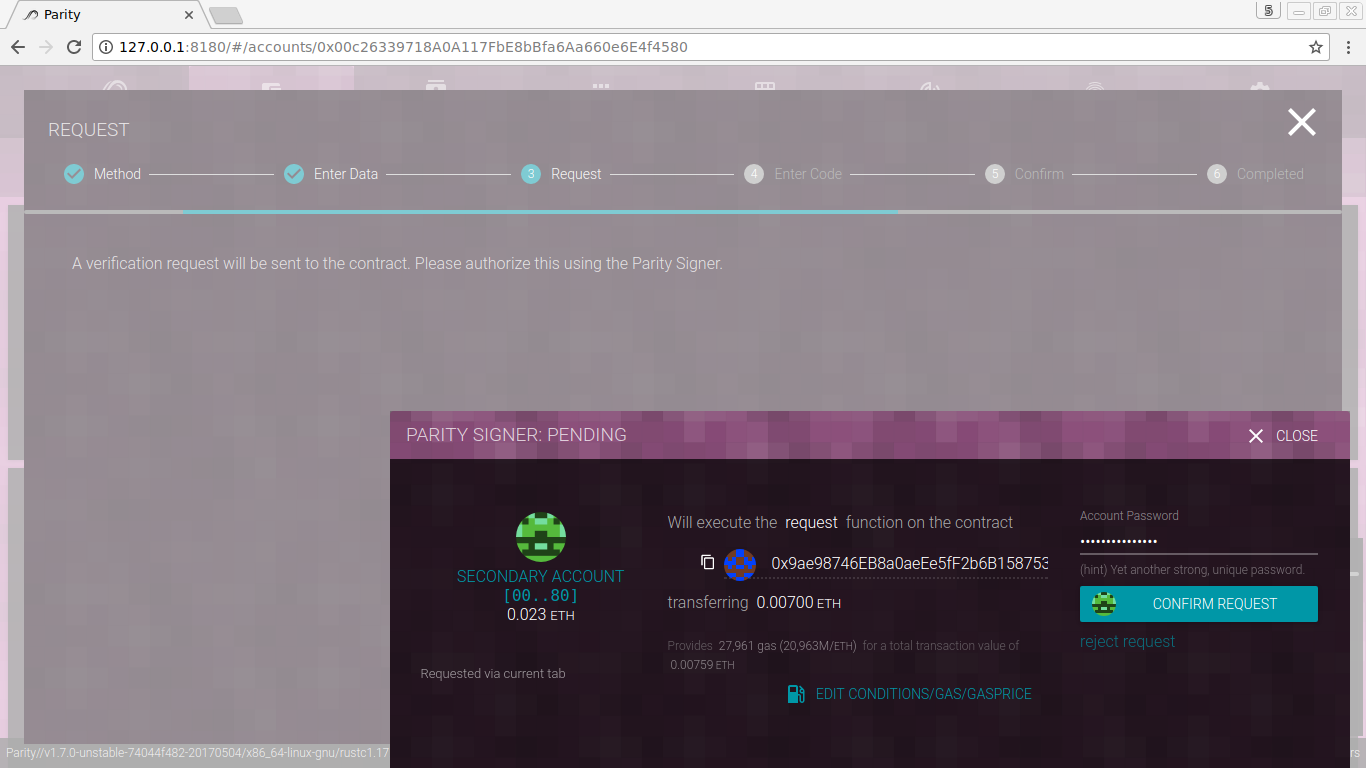 Parity
5
127.0.0.1:8180/#/accounts/0x00c26339718A0A117FbE8bBfa6Aa660e6E4f4580
REQUEST
Method
Enter Data
3 Request
4 Enter Code
5 Confirm
6 Completed
A verification request will be sent to the contract. Please authorize this using the Parity Signer.
PARITY SIGNER: PENDING
CLOSE
SECONDARY ACCOUNT
[00..80]
0.023 ETH
Requested via current tab
Will execute the request function on the contract
0x9ae98746EB8a0aeEe5fF2b6B158753
transferring 0.00700 ETH
Provides 27,961 gas (20,963M/ETH) for a total transaction value of
0.00759 ETH
EDIT CONDITIONS/GAS/GASPRICE
Account Password
•••••••••••••••
(hint) Yet another strong, unique password.
CONFIRM REQUEST
reject request
Parity//v1.7.0-unstable-74044f482-20170504/x86_64-linux-gnu/rustc1.17
rs